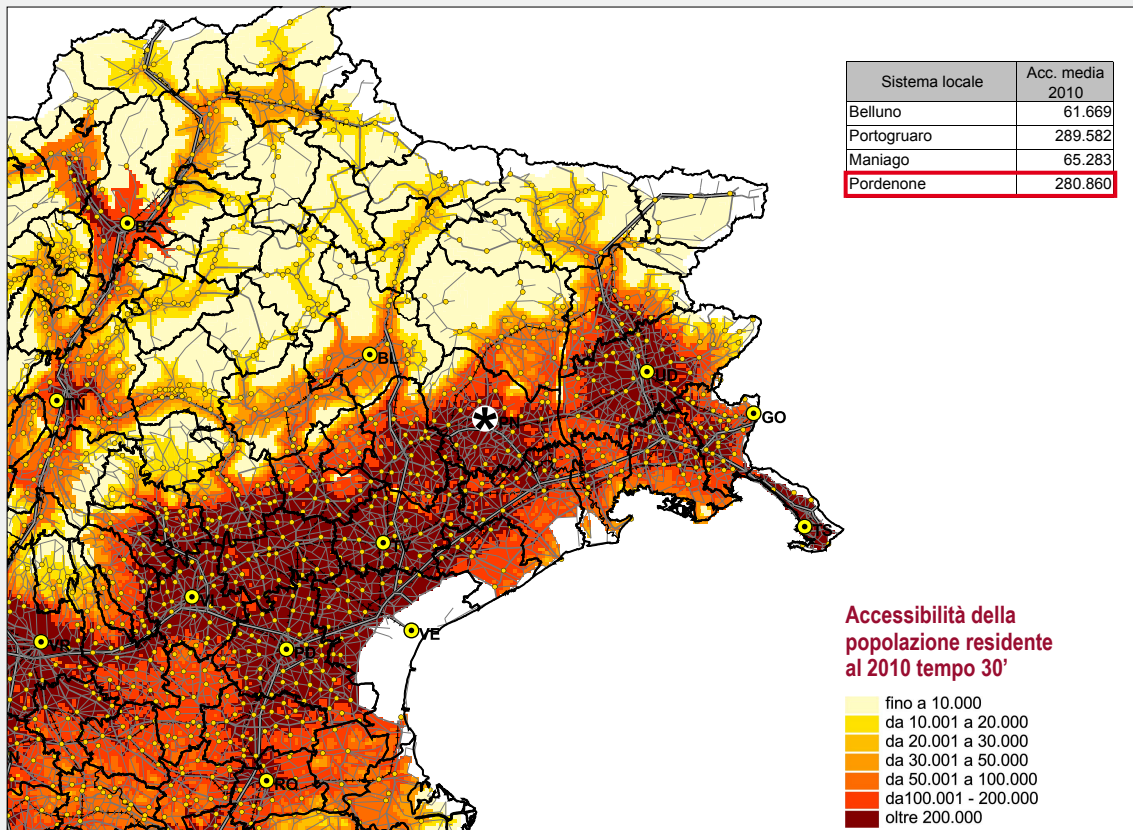 Sistema locale Acc. media 2010
Belluno 61.669
Portogruaro 289.582
Maniago 65.283
Pordenone 280.860
BZ
BL
UD
TN
PN
GO
TS
TV
VI
VE
VR
PD
RO
Accessibilità della
popolazione residente
al 2010 tempo 30'
fino a 10.000
da 10.001 a 20.000
da 20.001 a 30.000
da 30.001 a 50.000
da 50.001 a 100.000
da100.001 - 200.000
oltre 200.000